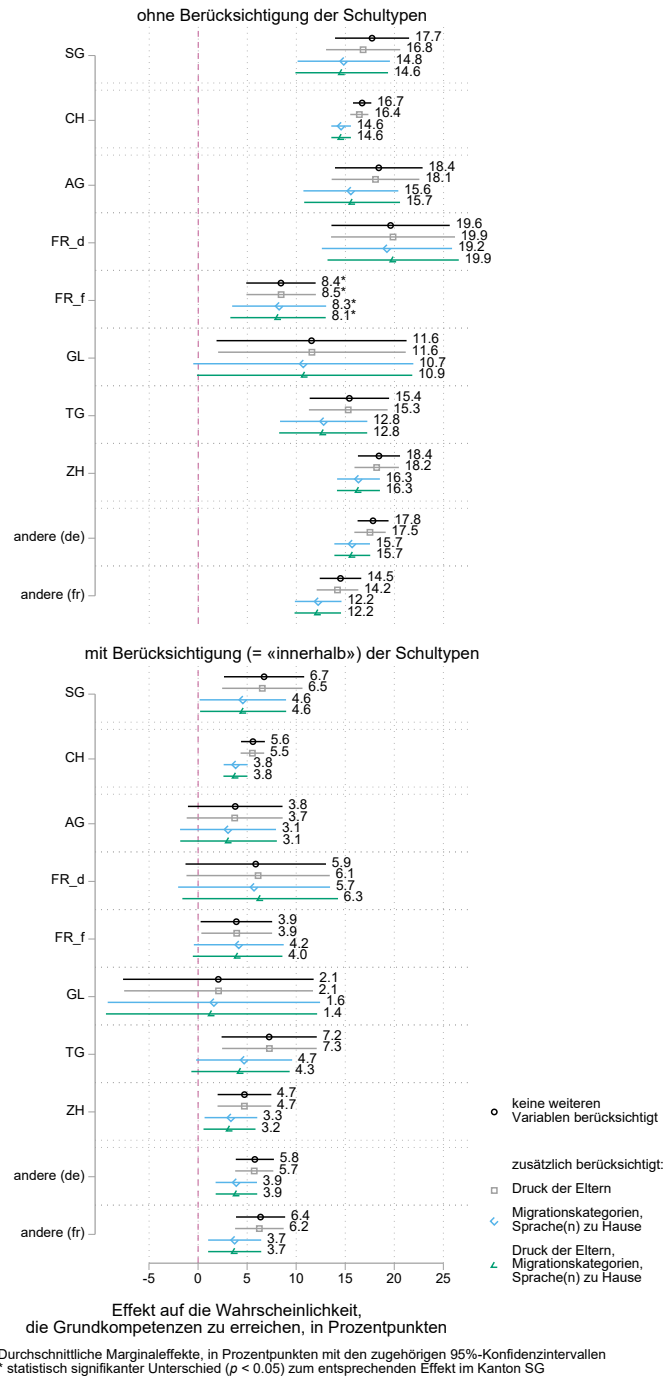 ohne Berücksichtigung der Schultypen
SG
17.7
16.8
14.8
14.6
CH
16.7
16.4
14.6
14.6
AG
18.4
18.1
15.6
15.7
FR_d
19.6
19.9
19.2
19.9
FR_f
8.4*
8.5*
8.3*
8.1*
GL
11.6
11.6
10.7
10.9
TG
15.4
15.3
12.8
12.8
ZH
18.4
18.2
16.3
16.3
andere (de)
17.8
17.5
15.7
15.7
andere (fr)
14.5
14.2
12.2
12.2
mit Berücksichtigung (= «innerhalb») der Schultypen
SG
6.7
6.5
4.6
4.6
CH
5.6
5.5
3.8
3.8
AG
3.8
3.7
3.1
3.1
FR_d
5.9
6.1
5.7
6.3
FR_f
3.9
3.9
4.2
4.0
GL
2.1
2.1
1.6
1.4
TG
7.2
7.3
4.7
4.3
ZH
4.7
4.7
3.3
3.2
andere (de)
5.8
5.7
3.9
3.9
andere (fr)
6.4
6.2
3.7
3.7
keine weiteren
Variablen berücksichtigt
zusätzlich berücksichtigt:
Druck der Eltern
Migrationskategorien,
Sprache(n) zu Hause
Druck der Eltern,
Migrationskategorien,
Sprache(n) zu Hause
-5 0 5 10 15 20 25
Effekt auf die Wahrscheinlichkeit,
die Grundkompetenzen zu erreichen, in Prozentpunkten
Durchschnittliche Marginaleffekte, in Prozentpunkten mit den zugehörigen 95%-Konfidenzintervallen
* statistisch signifikanter Unterschied (p < 0.05) zum entsprechenden Effekt im Kanton SG